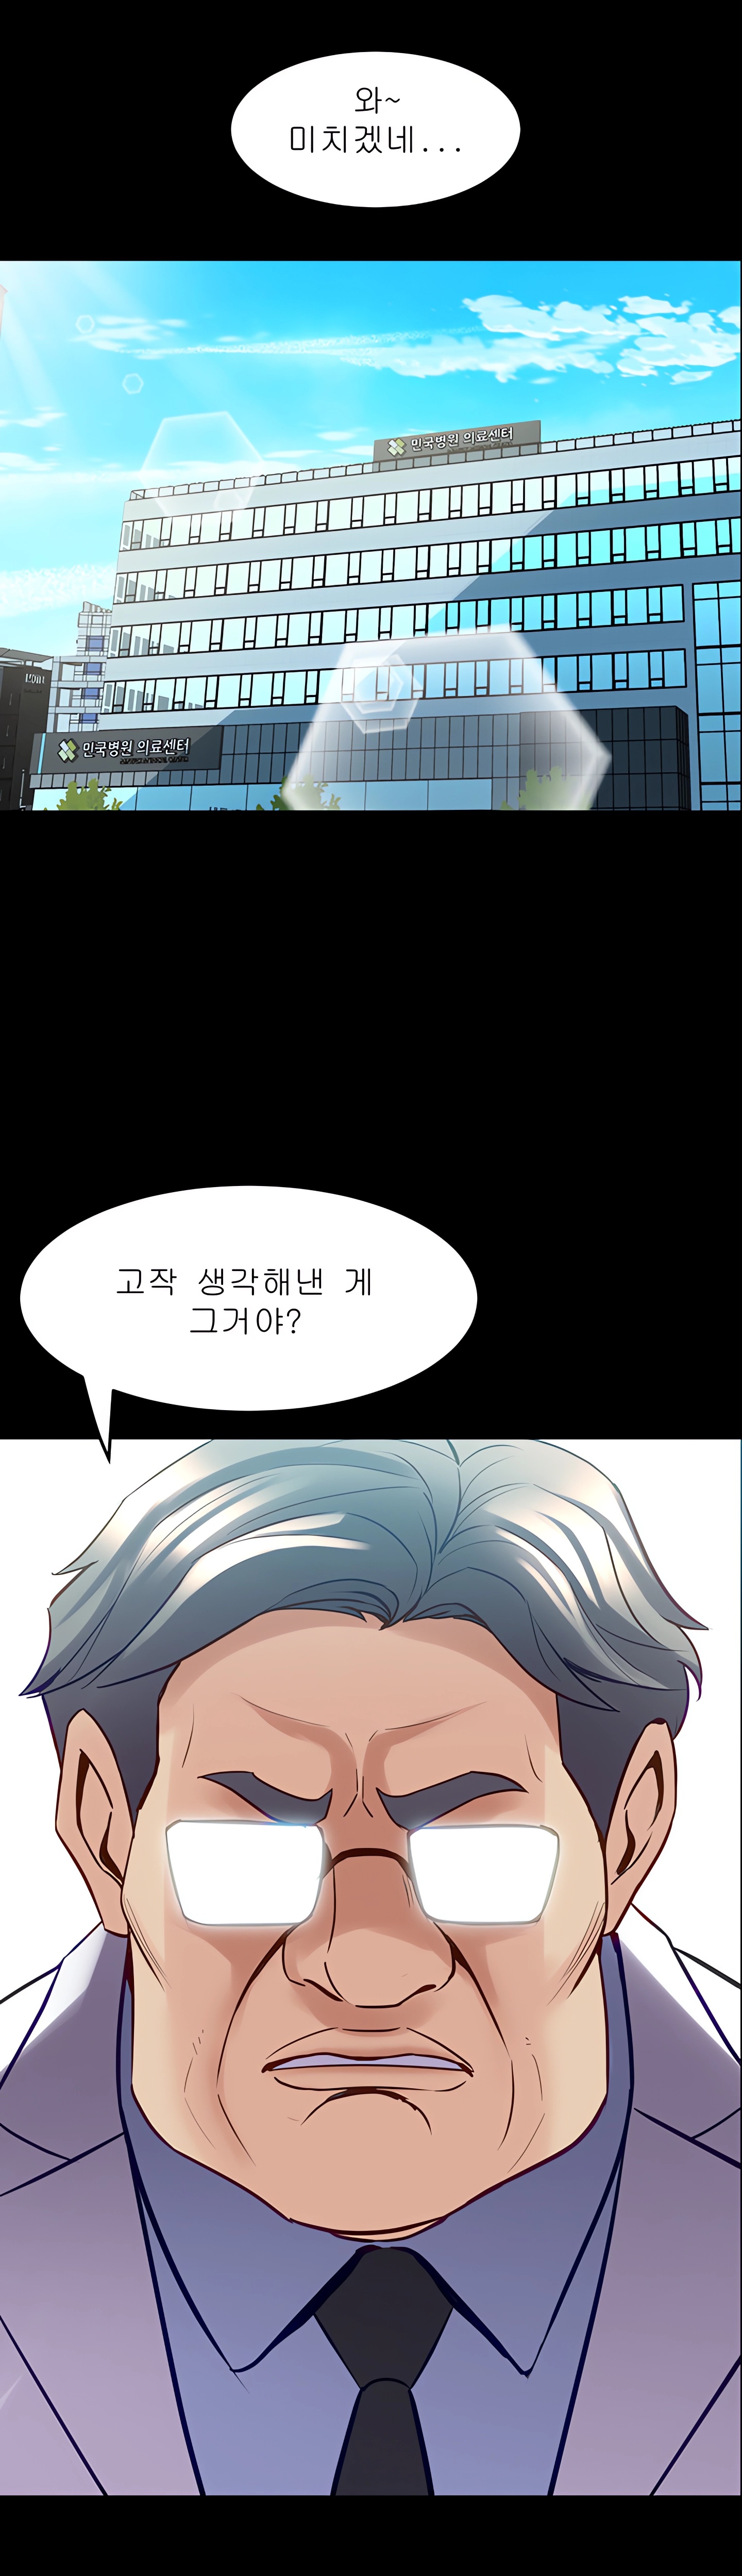 와~
미치겠네...
민국병원 의료센터
민국병원 의료센터
고작 생각해낸 게
그거야?